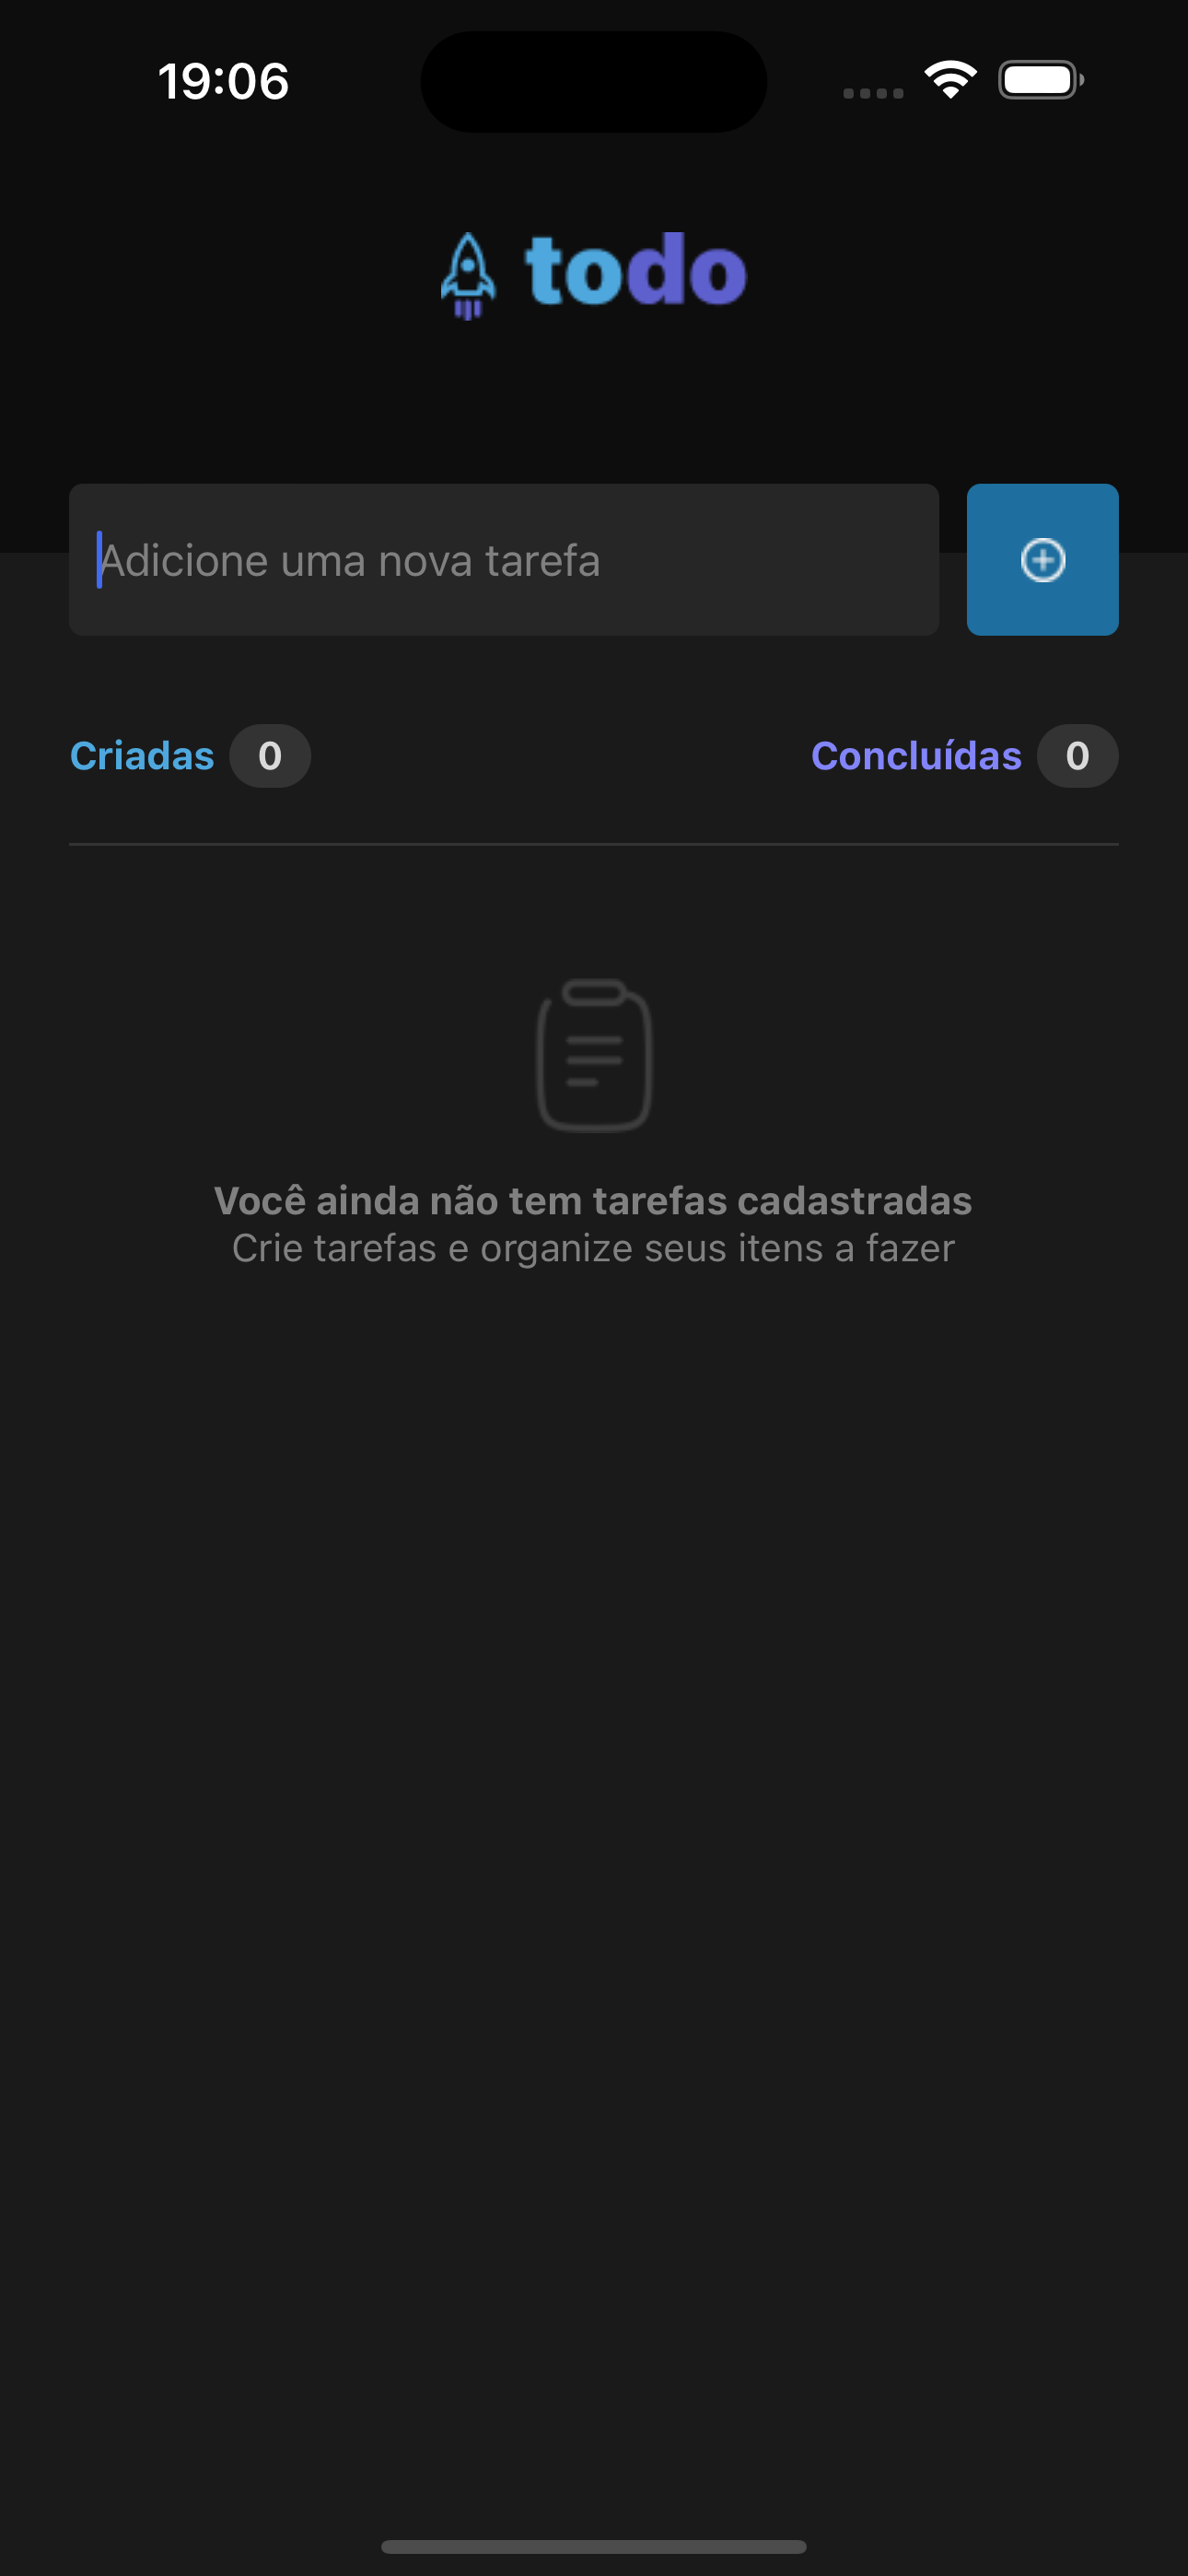 19:06
todo
Adicione uma nova tarefa
Criadas 0
Concluídas 0
Você ainda não tem tarefas cadastradas
Crie tarefas e organize seus itens a fazer